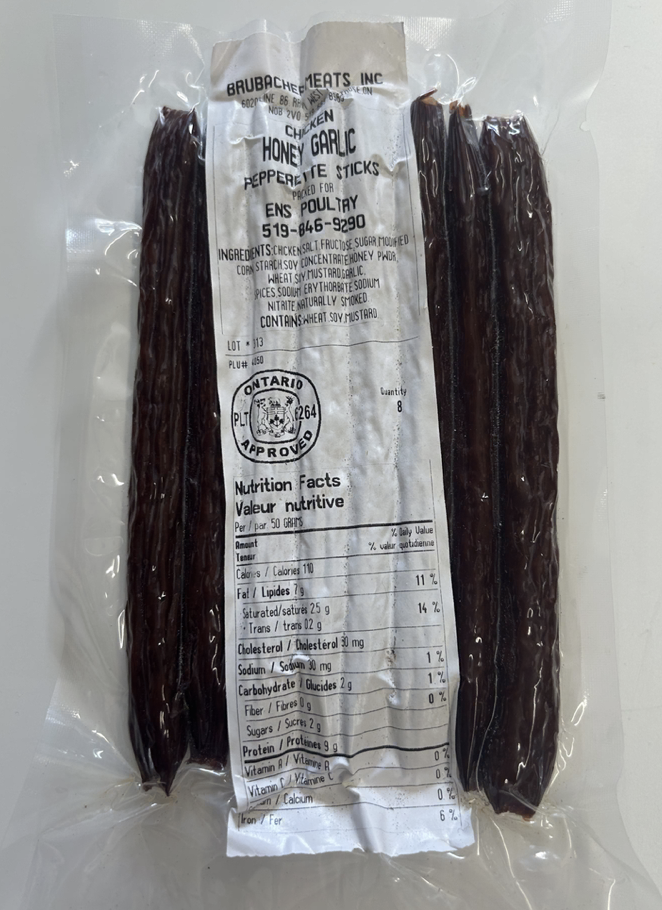 BRUBACHER MEATS INC
N0B 2V0
CHICKEN
HONEY GARLIC
PEPPERETTE STICKS
PACKED FOR
ENS POULTRY
519-846-9290
INGREDIENTS:CHICKEN,SALT,FRUCTOSE,SUGAR,MODIFIED
CORN STARCH,SOY CONCENTRATE,HONEY PWDR,
WHEAT,SOY,MUSTARD,GARLIC,
SPICES,SODIUM ERYTHORBATE,SODIUM
NITRITE NATURALLY SMOKED
CONTAINS:WHEAT,SOY,MUSTARD.
LOT #
PLU#
ONTARIO
PLT 6264
APPROVED
Quantity
8
Nutrition Facts
Valeur nutritive
Per / par 50 GRAMS
Amount % Daily Value
Teneur % valeur quotidienne
Calories / Calories 110
Fat / Lipides 7 g 11 %
Saturated/saturés 2.5 g
+ Trans / trans 0.2 g 14 %
Cholesterol / Cholestérol 30 mg
Sodium / Sodium 30 mg 1 %
Carbohydrate / Glucides 2 g 1 %
Fiber / Fibres 0 g 0 %
Sugars / Sucres 2 g
Protein / Protéines 9 g
Vitamin A / Vitamine A 0 %
Vitamin C / Vitamine C 0 %
Calcium / Calcium 0 %
Iron / Fer 6 %